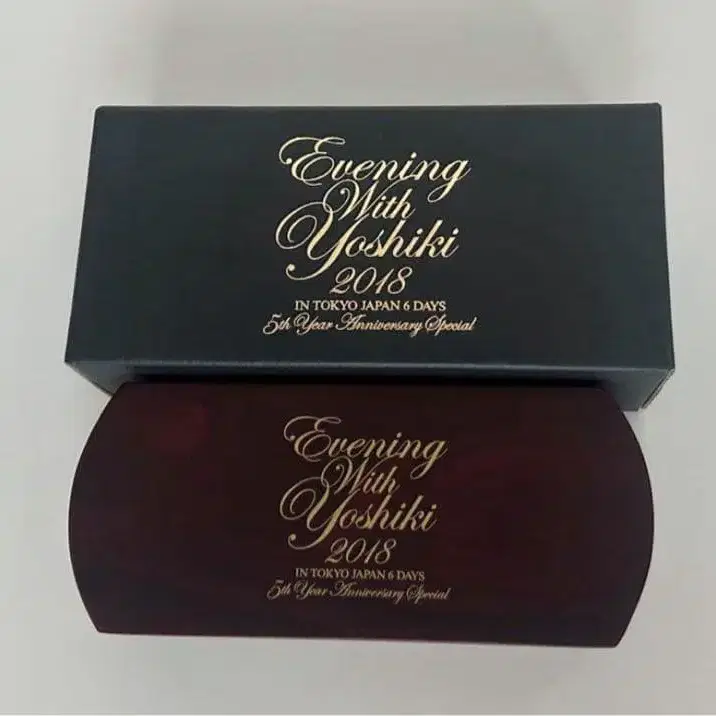 Evening
With
Yoshiki
2018
IN TOKYO JAPAN 6 DAYS
5th Year Anniversary Special
Evening
With
Yoshiki
2018
IN TOKYO JAPAN 6 DAYS
5th Year Anniversary Special